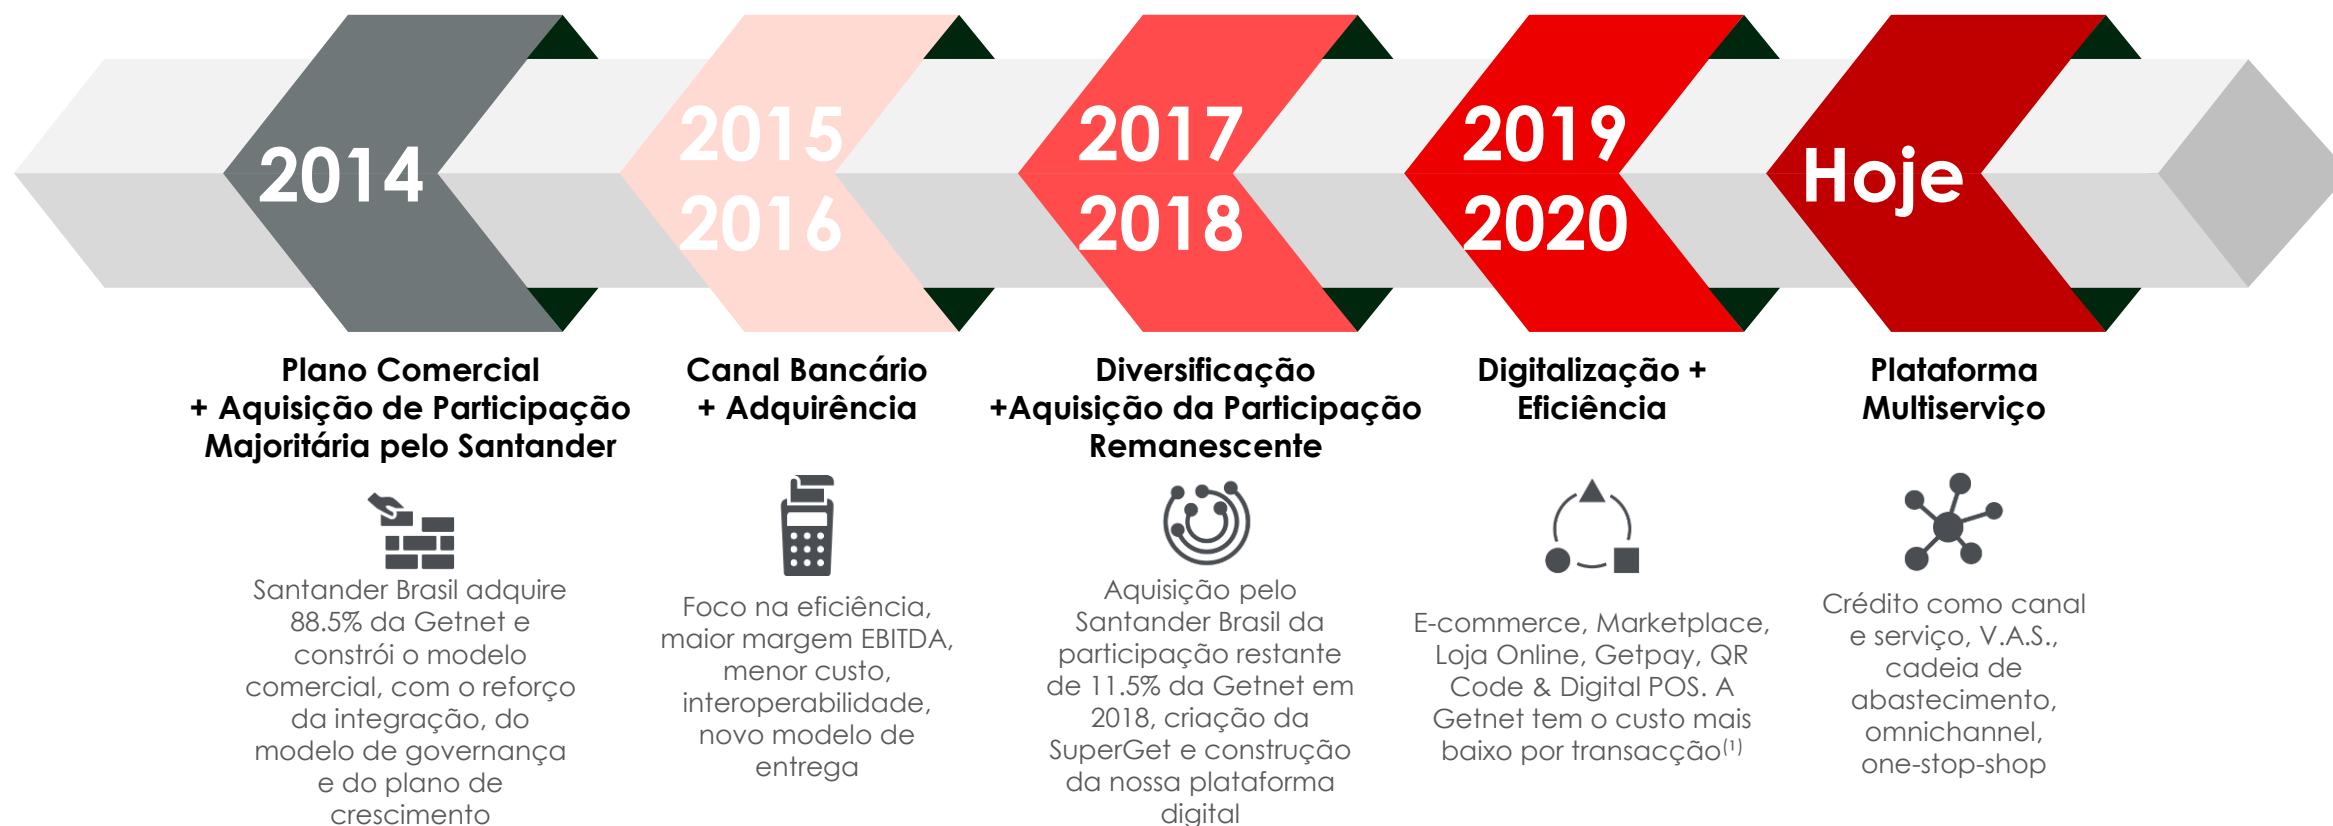 2014
2015
2016
2017
2018
2019
2020
Hoje
Plano Comercial
+ Aquisição de Participação
Majoritária pelo Santander
Santander Brasil adquire
88.5% da Getnet e
constrói o modelo
comercial, com o reforço
da integração, do
modelo de governança
e do plano de
crescimento
Canal Bancário
+ Adquirência
Foco na eficiência,
maior margem EBITDA,
menor custo,
interoperabilidade,
novo modelo de
entrega
Diversificação
+Aquisição da Participação
Remanescente
Aquisição pelo
Santander Brasil da
participação restante
de 11.5% da Getnet em
2018, criação da
SuperGet e construção
da nossa plataforma
digital
Digitalização +
Eficiência
E-commerce, Marketplace,
Loja Online, Getpay, QR
Code & Digital POS. A
Getnet tem o custo mais
baixo por transacção(1)
Plataforma
Multiserviço
Crédito como canal
e serviço, V.A.S.,
cadeia de
abastecimento,
omnichannel,
one-stop-shop